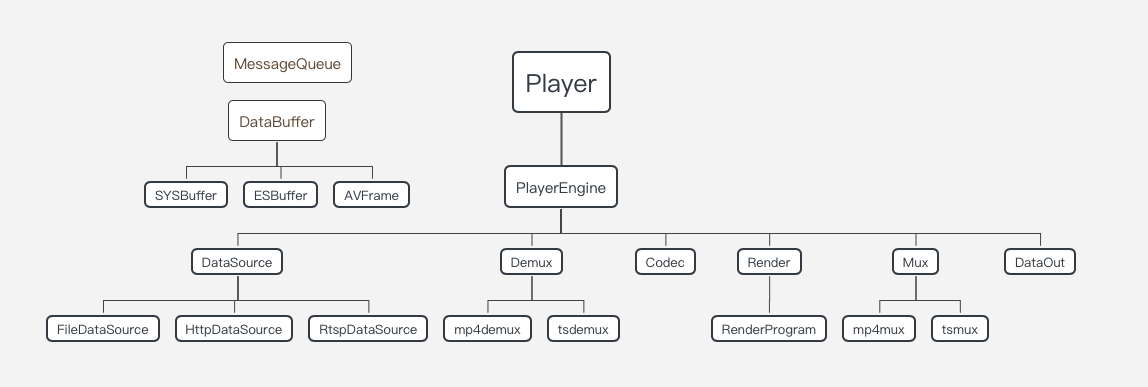 MessageQueue
Player
DataBuffer
SYSBuffer ESBuffer AVFrame
PlayerEngine
DataSource Demux Codec Render Mux DataOut
FileDataSource HttpDataSource RtspDataSource mp4demux tsdemux RenderProgram mp4mux tsmux